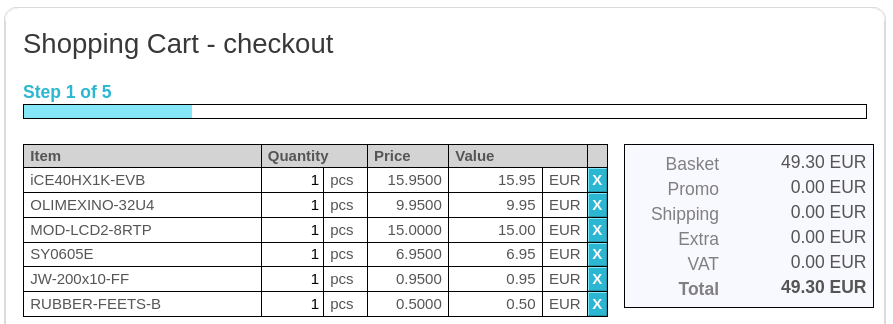 Shopping Cart - checkout
Step 1 of 5
Item Quantity Price Value
iCE40HX1K-EVB 1 pcs 15.9500 15.95 EUR X
OLIMEXINO-32U4 1 pcs 9.9500 9.95 EUR X
MOD-LCD2-8RTP 1 pcs 15.0000 15.00 EUR X
SY0605E 1 pcs 6.9500 6.95 EUR X
JW-200x10-FF 1 pcs 0.9500 0.95 EUR X
RUBBER-FEETS-B 1 pcs 0.5000 0.50 EUR X
Basket 49.30 EUR
Promo 0.00 EUR
Shipping 0.00 EUR
Extra 0.00 EUR
VAT 0.00 EUR
Total 49.30 EUR